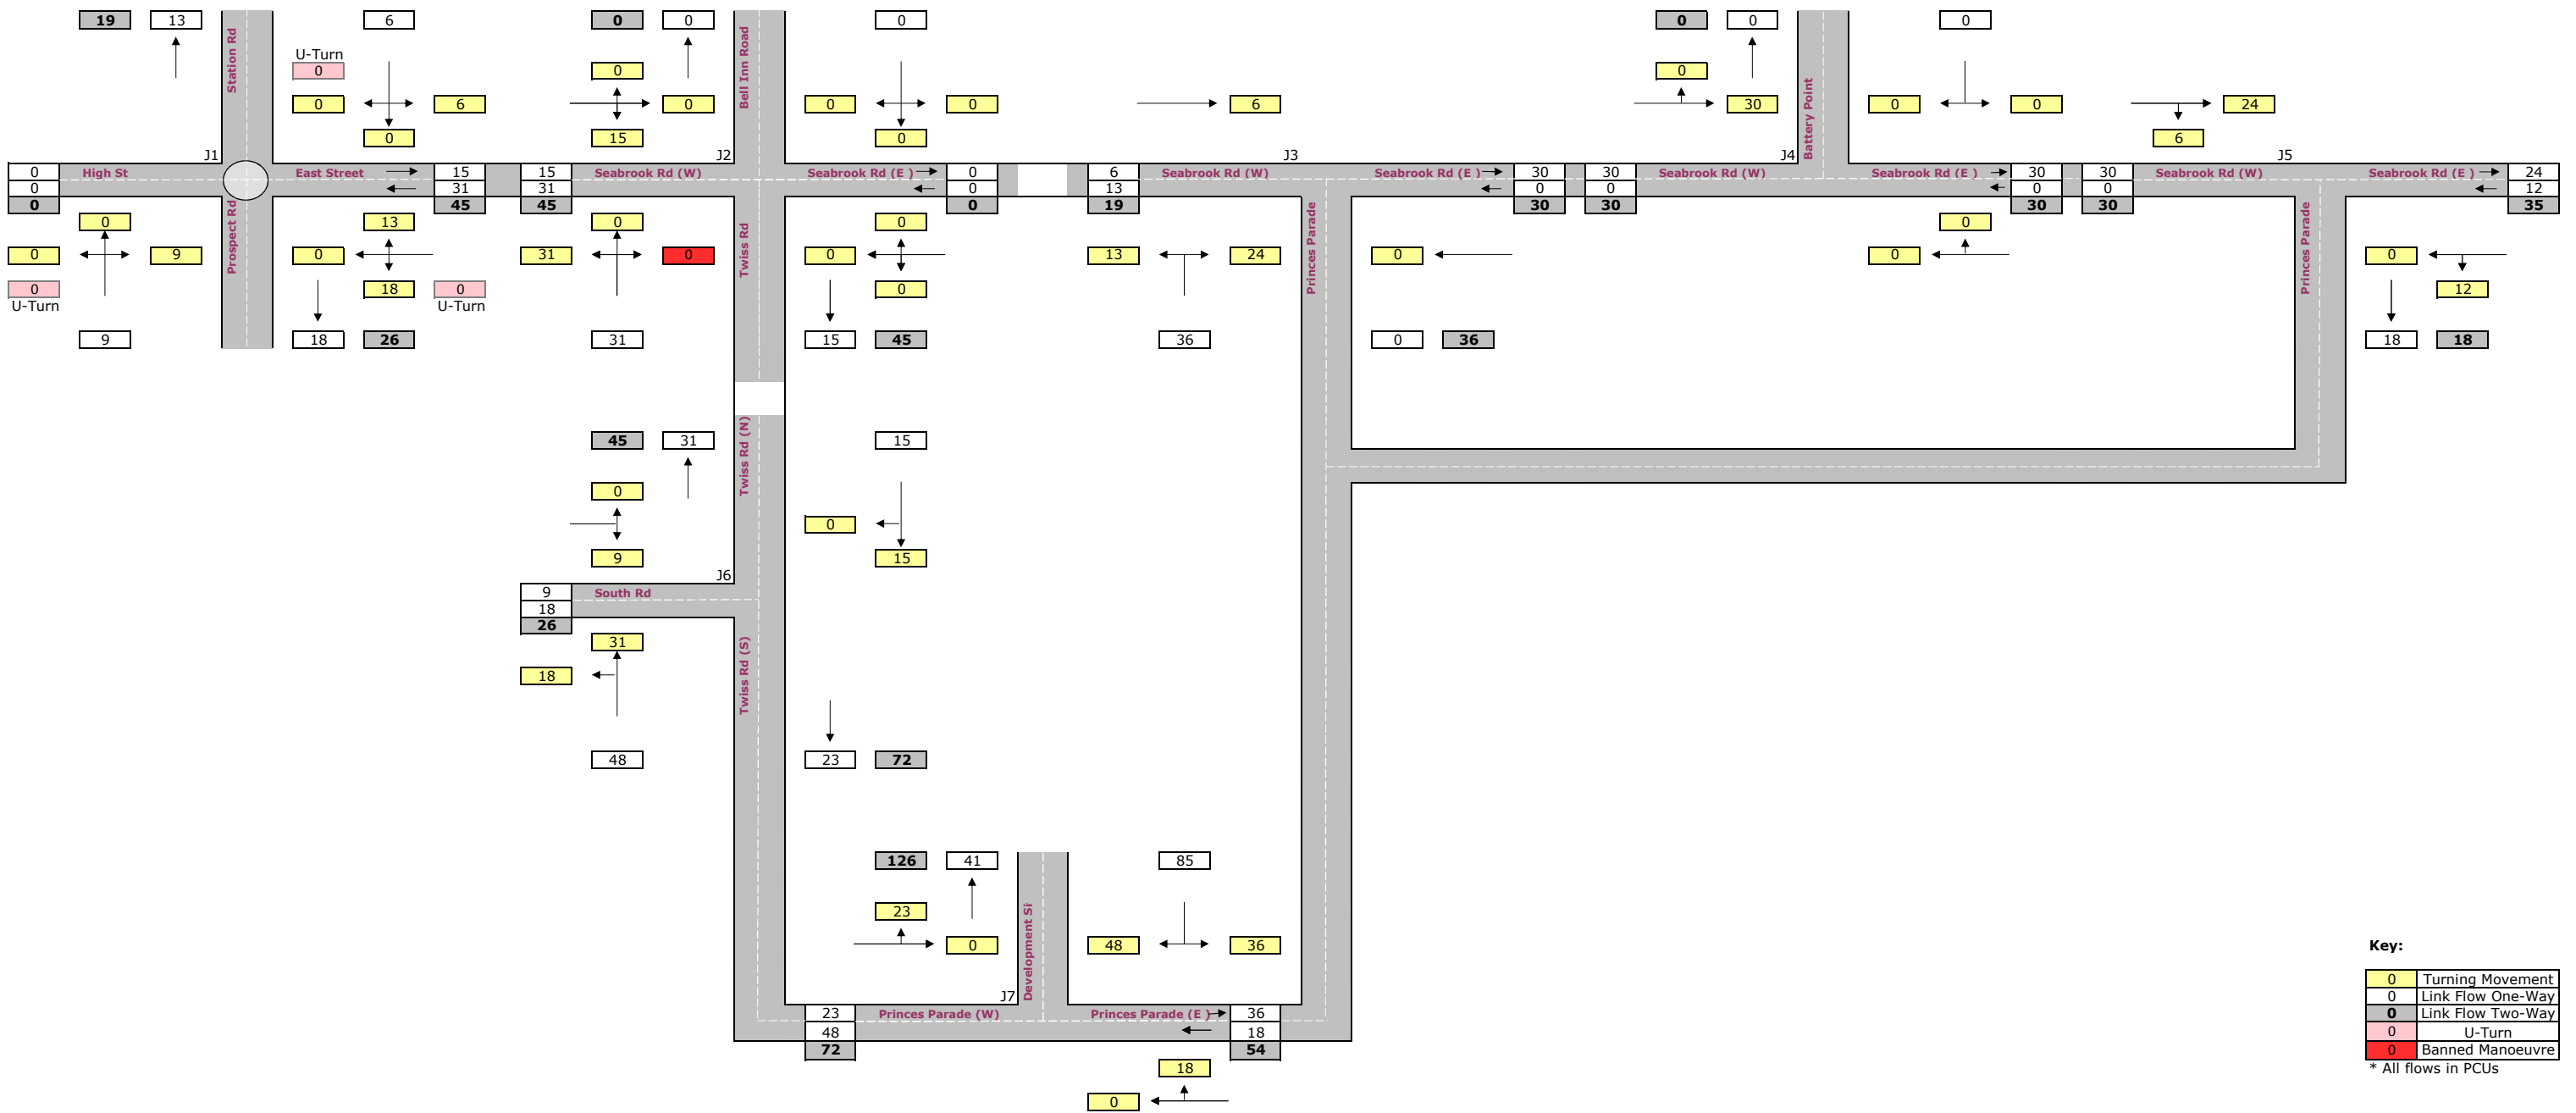 19 13 6 0 0 0 0 0 0
U-Turn
0 0 0
0 6 0 0 0 6 30 0 0 24
0 15 0 6
Station Rd
Bell Inn Road
Battery Point
J1 J2 J3 J4 J5
0 High St East Street 15 15 Seabrook Rd (W) Seabrook Rd (E ) 0 6 Seabrook Rd (W) Seabrook Rd (E ) 30 30 Seabrook Rd (W) Seabrook Rd (E ) 30 30 Seabrook Rd (W) Seabrook Rd (E ) 24
0 31 31 0 13 0 0 0 0 12
0 45 45 0 19 30 30 30 30 35
Prospect Rd
Twiss Rd
Princes Parade
Princes Parade
0 13 0 0 0
0 9 0 31 0 0 13 24 0 0 0
0 18 0 0 12
U-Turn U-Turn
9 18 26 31 15 45 36 0 36 18 18
45 31 15
Twiss Rd (N)
0
0
9 15
J6
9 South Rd
18
26
31
Twiss Rd (S)
18
48 23 72
126 41 85
23
0 48 36
Development Si
J7
23 Princes Parade (W) Princes Parade (E ) 36
48 18
72 54
18
0
Key:
0 Turning Movement
0 Link Flow One-Way
0 Link Flow Two-Way
0 U-Turn
0 Banned Manoeuvre
* All flows in PCUs